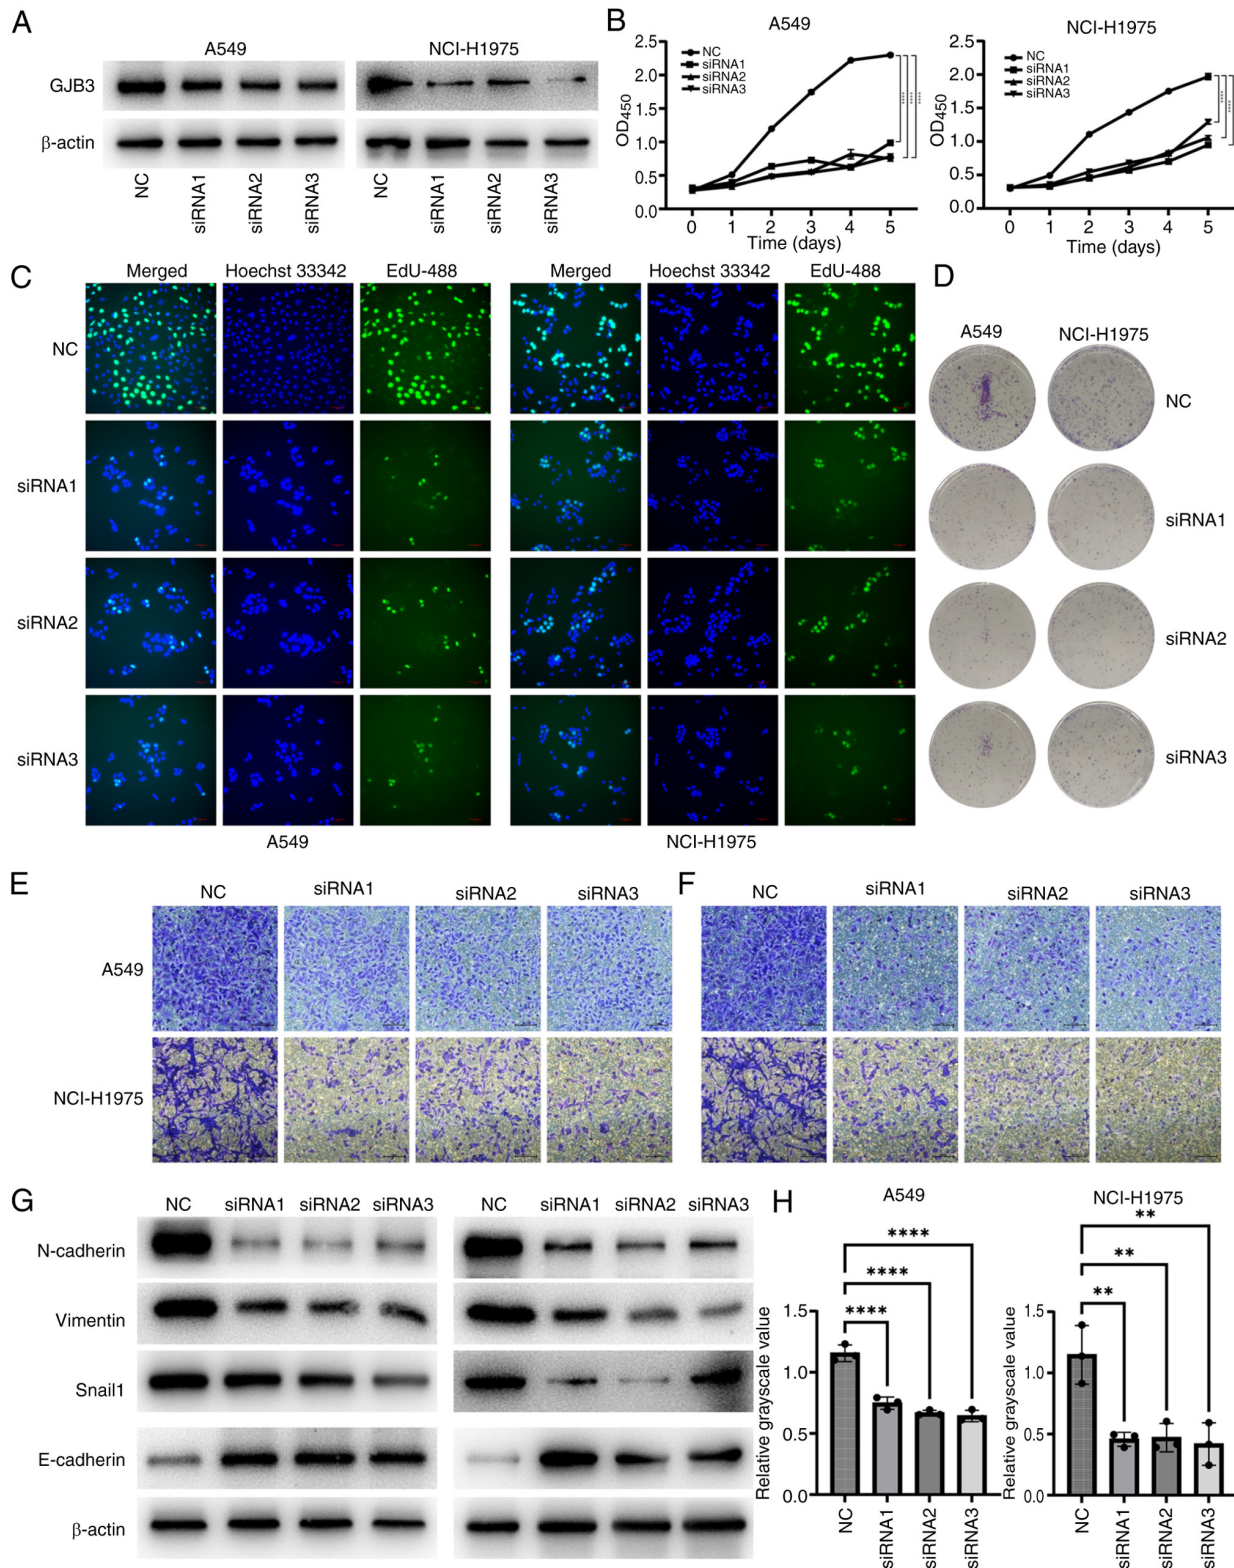 A
A549
NCI-H1975
GJB3
β-actin
NC
siRNA1
siRNA2
siRNA3
NC
siRNA1
siRNA2
siRNA3
B
A549
OD450
2.5
2.0
1.5
1.0
0.5
0.0
NC
siRNA1
siRNA2
siRNA3
****
****
****
0 1 2 3 4 5
Time (days)
NCI-H1975
OD450
2.5
2.0
1.5
1.0
0.5
0.0
NC
siRNA1
siRNA2
siRNA3
****
****
0 1 2 3 4 5
Time (days)
C
Merged Hoechst 33342 EdU-488 Merged Hoechst 33342 EdU-488
NC
siRNA1
siRNA2
siRNA3
A549 NCI-H1975
D
A549 NCI-H1975
NC
siRNA1
siRNA2
siRNA3
E
NC siRNA1 siRNA2 siRNA3
A549
NCI-H1975
F
NC siRNA1 siRNA2 siRNA3
G
NC siRNA1 siRNA2 siRNA3 NC siRNA1 siRNA2 siRNA3
N-cadherin
Vimentin
Snail1
E-cadherin
β-actin
H
A549
Relative grayscale value
1.5
1.0
0.5
0.0
****
****
****
NC
siRNA1
siRNA2
siRNA3
NCI-H1975
Relative grayscale value
1.5
1.0
0.5
0.0
**
**
**
NC
siRNA1
siRNA2
siRNA3